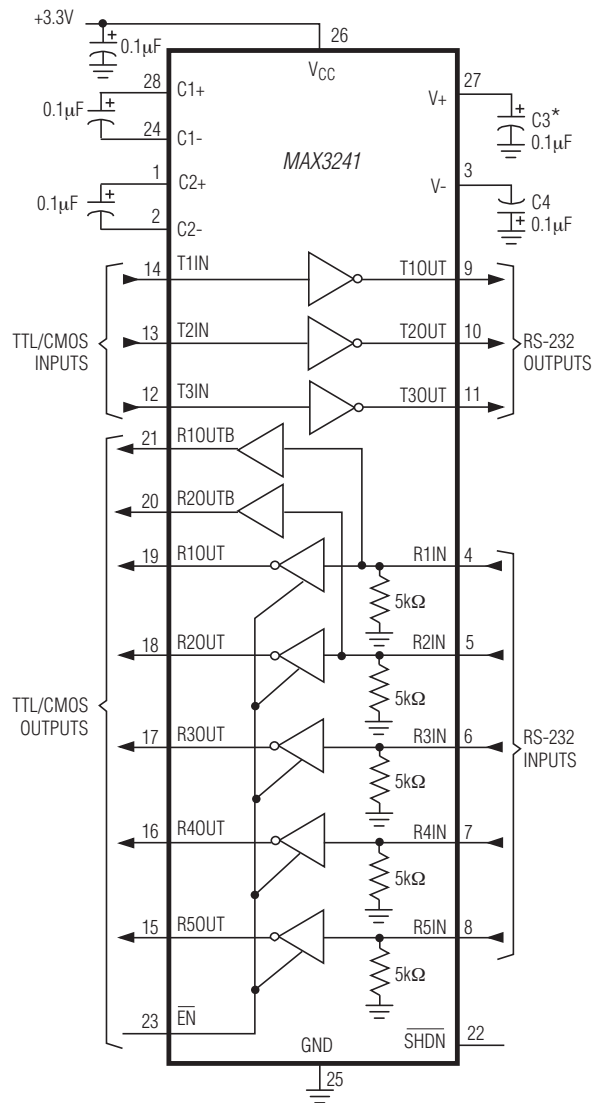 +3.3V
26
0.1µF
VCC
28
C1+
27
V+
0.1µF
C3*
0.1µF
24
C1-
MAX3241
1
C2+
3
V-
0.1µF
C4
0.1µF
2
C2-
14
T1IN
T1OUT
9
TTL/CMOS
INPUTS
13
T2IN
T2OUT
10
RS-232
OUTPUTS
12
T3IN
T3OUT
11
21
R1OUTB
20
R2OUTB
19
R1OUT
R1IN
4
5kΩ
18
R2OUT
R2IN
5
5kΩ
TTL/CMOS
OUTPUTS
17
R3OUT
R3IN
6
RS-232
INPUTS
5kΩ
16
R4OUT
R4IN
7
5kΩ
15
R5OUT
R5IN
8
5kΩ
23
EN
GND
SHDN
22
25